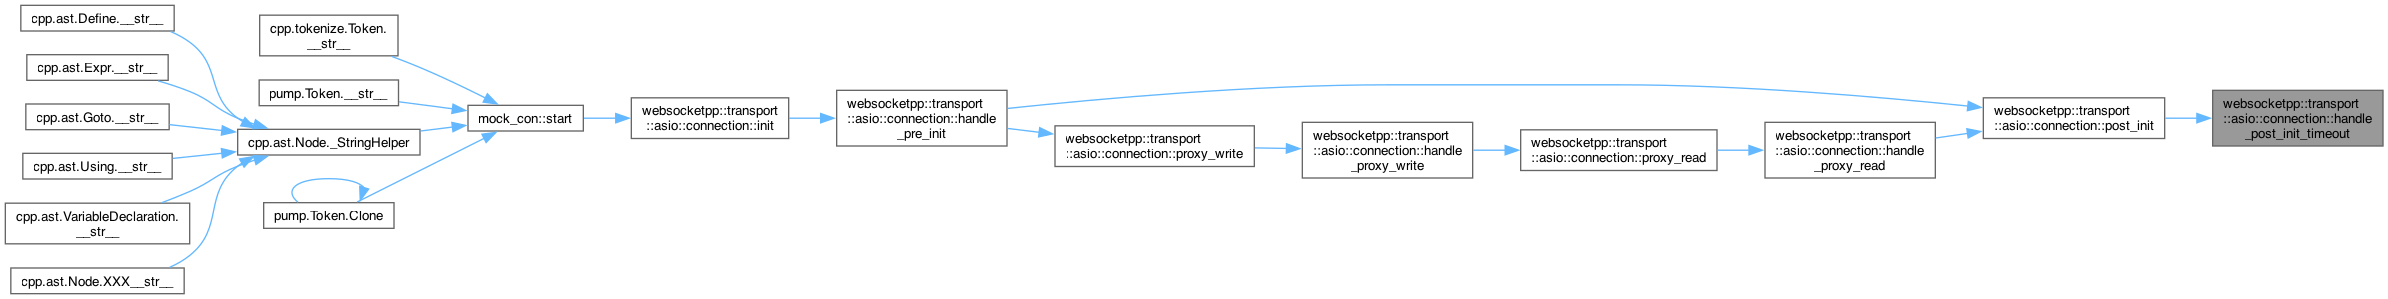 cpp.ast.Define.__str__
cpp.ast.Expr.__str__
cpp.ast.Goto.__str__
cpp.ast.Using.__str__
cpp.ast.VariableDeclaration.
__str__
cpp.ast.Node.XXX__str__
cpp.tokenize.Token.
__str__
pump.Token.__str__
cpp.ast.Node._StringHelper
pump.Token.Clone
mock_con::start
websocketpp::transport
::asio::connection::init
websocketpp::transport
::asio::connection::handle
_pre_init
websocketpp::transport
::asio::connection::proxy_write
websocketpp::transport
::asio::connection::handle
_proxy_write
websocketpp::transport
::asio::connection::proxy_read
websocketpp::transport
::asio::connection::handle
_proxy_read
websocketpp::transport
::asio::connection::post_init
websocketpp::transport
::asio::connection::handle
_post_init_timeout